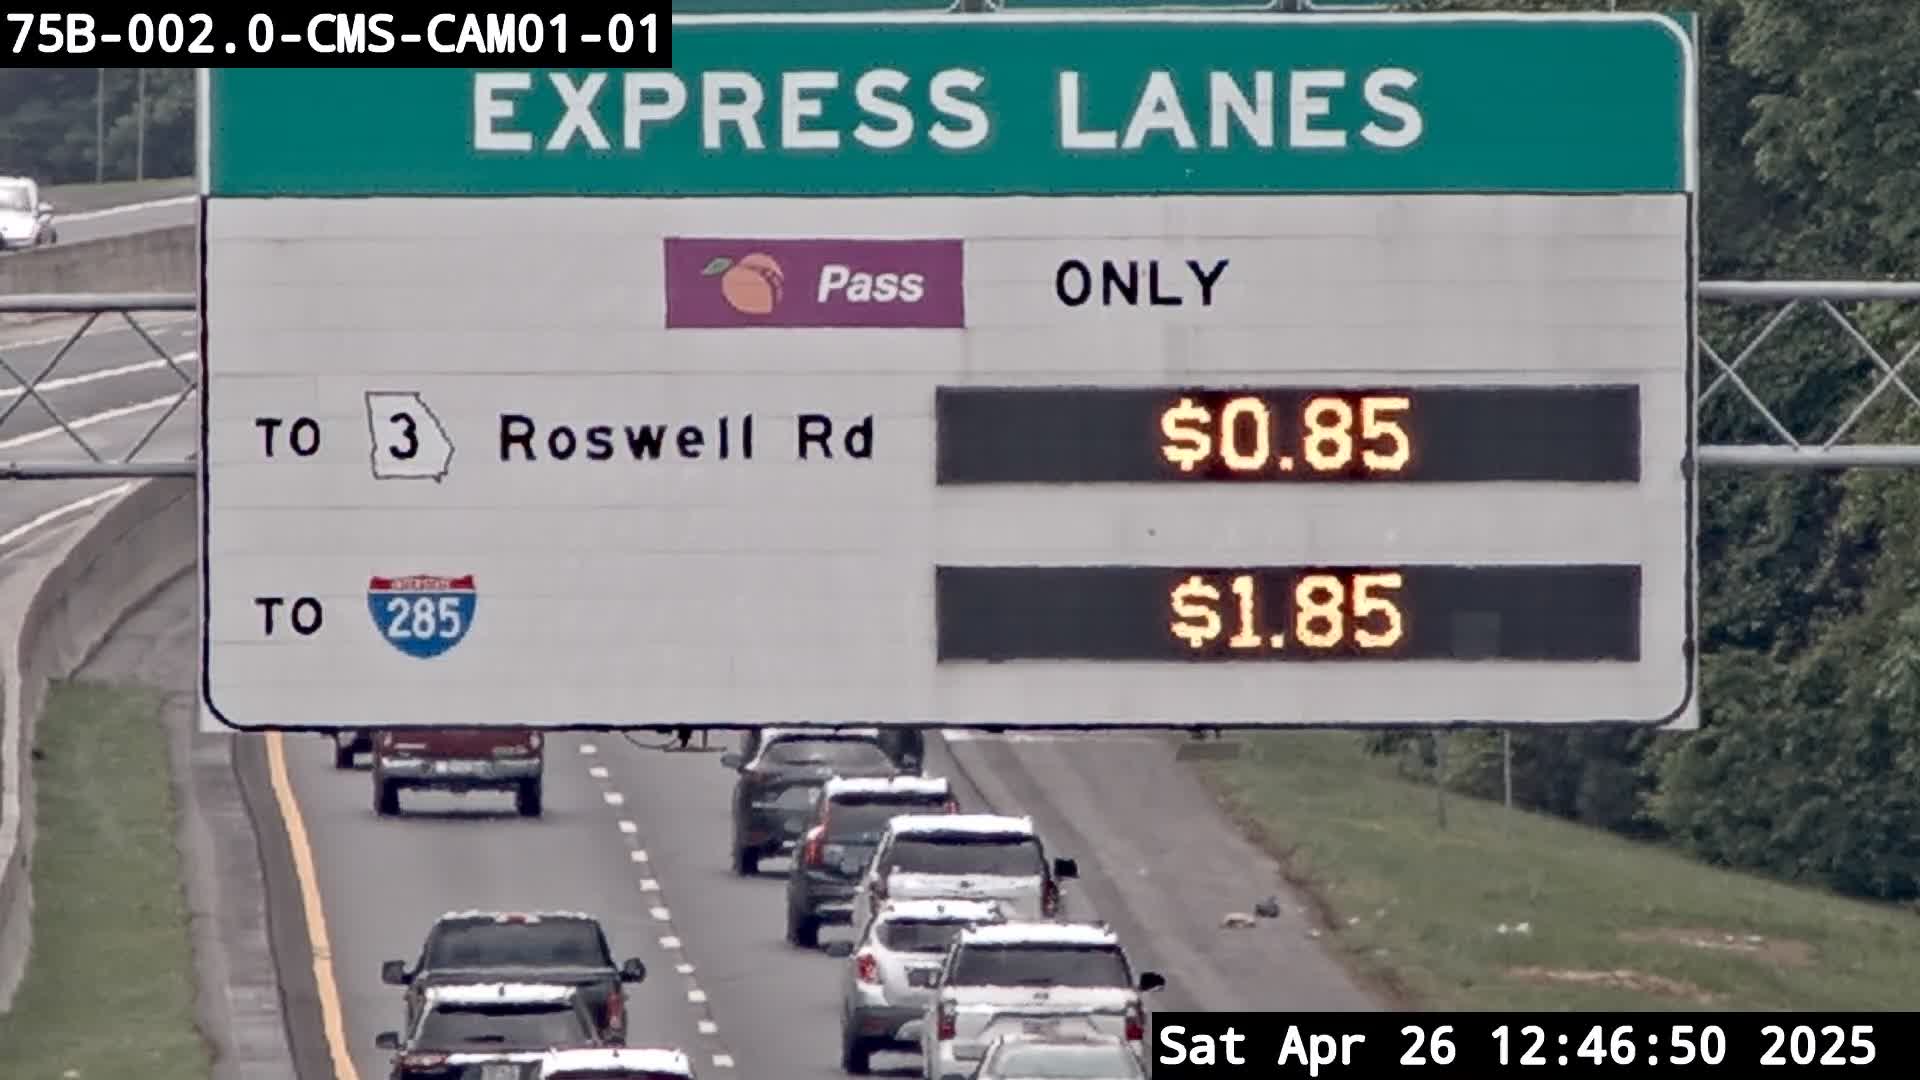 75B-002.0-CMS-CAM01-01
EXPRESS LANES
Pass ONLY
TO 3 Roswell Rd $0.85
INTERSTATE
TO 285 $1.85
Sat Apr 26 12:46:50 2025